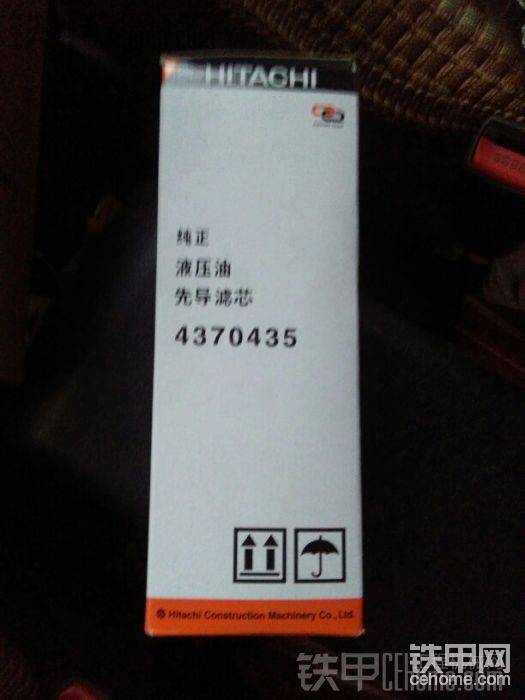 HITACHI
纯正
液压油
先导滤芯
4370435
Hitachi Construction Machinery Co., Ltd.
铁甲网
cehome.com